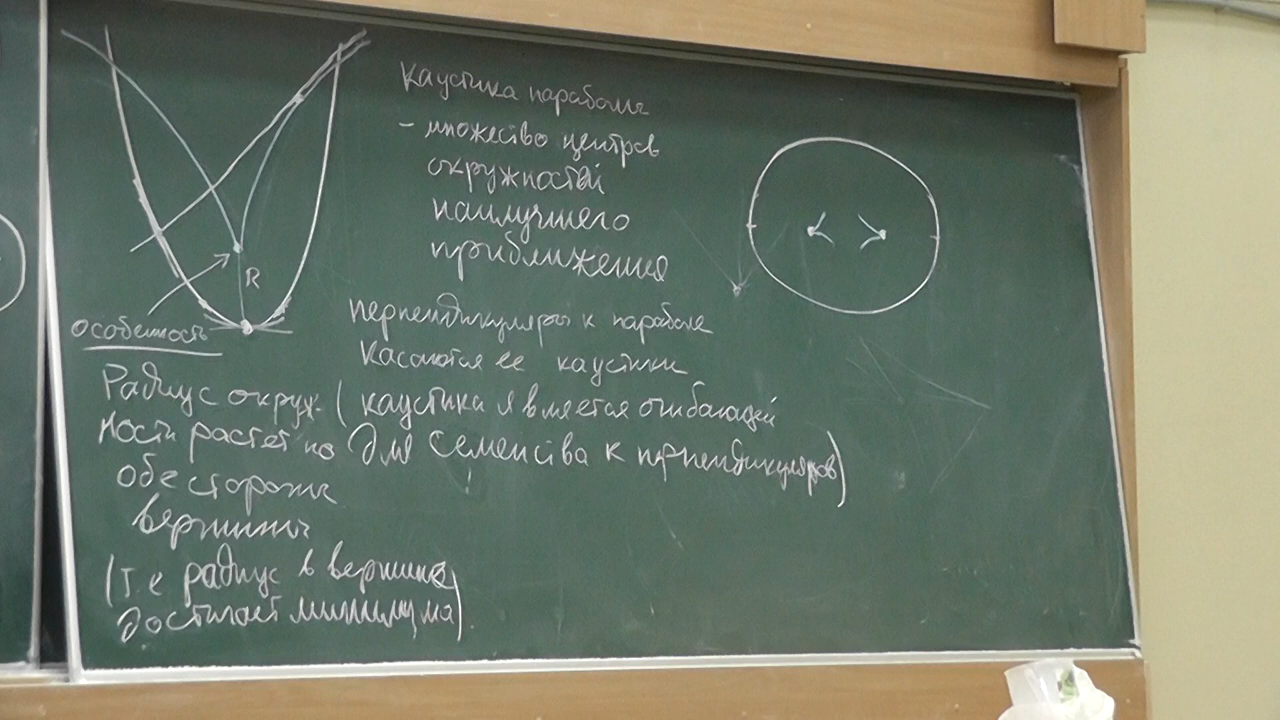 Каустика параболы
- множество центров
окружностей
наилучшего
приближения
R
Особенность
Радиус окруж-
ности растет по
обе стороны
вершины
(т.е радиус в вершине
достигает минимума)
перпендикуляры к параболе
касаются ее каустики
(каустика является огибающей
для семейства к перпендикуляров)